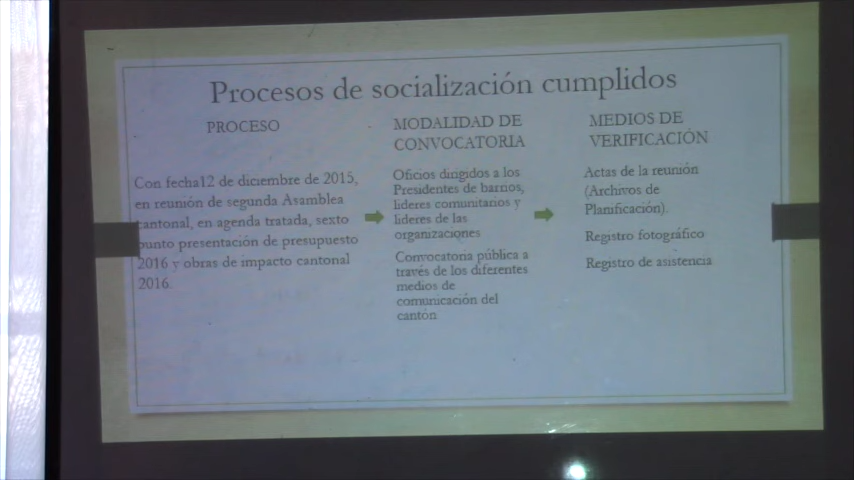 Procesos de socialización cumplidos
PROCESO
Con fecha12 de diciembre de 2015,
en reunión de segunda Asamblea
cantonal, en agenda tratada, sexto
punto presentación de presupuesto
2016 y obras de impacto cantonal
2016.
MODALIDAD DE
CONVOCATORIA
Oficios dirigidos a los
Presidentes de barrios,
lideres comunitarios y
lideres de las
organizaciones
Convocatoria pública a
través de los diferentes
medios de
comunicación del
cantón
MEDIOS DE
VERIFICACIÓN
Actas de la reunión
(Archivos de
Planificación).
Registro fotográfico
Registro de asistencia